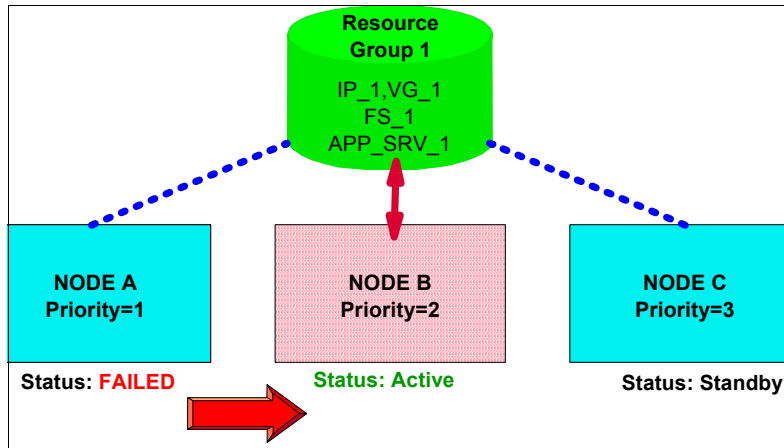 Resource
Group 1
IP_1,VG_1
FS_1
APP_SRV_1
NODE A
Priority=1
NODE B
Priority=2
NODE C
Priority=3
Status: FAILED
Status: Active
Status: Standby